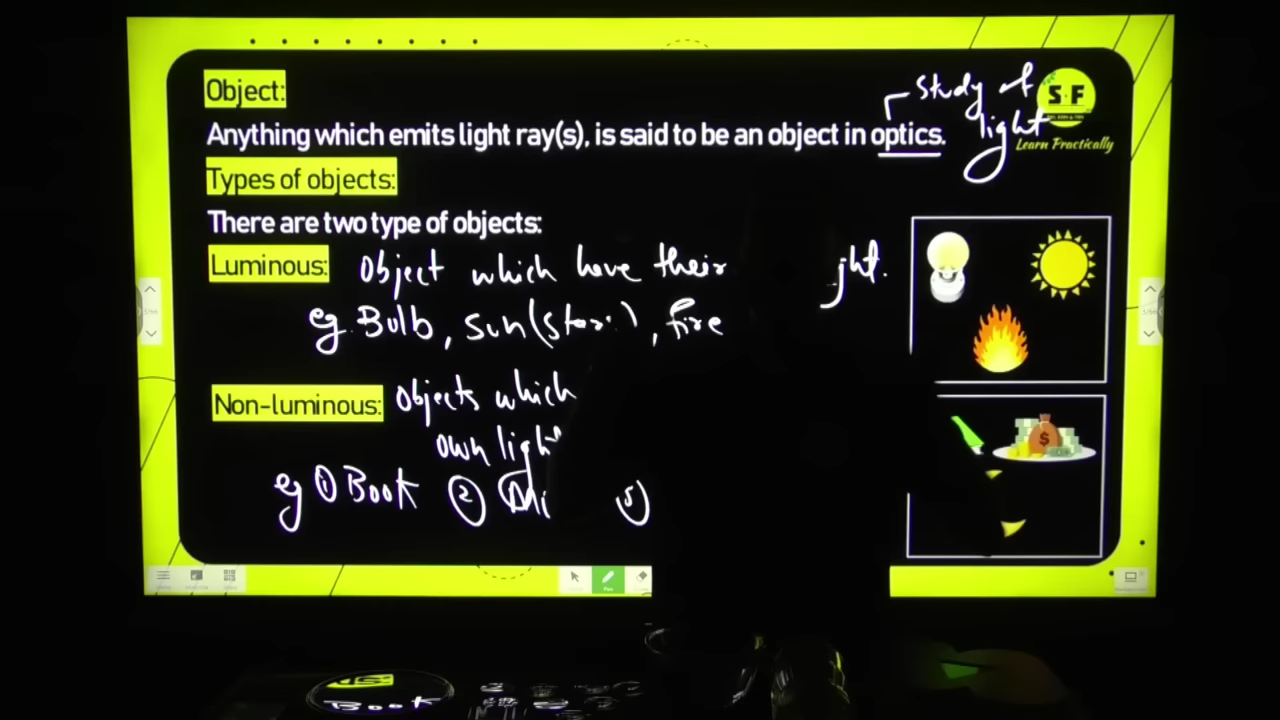 Object:
Study of
light
S·F
Learn Practically
Anything which emits light ray(s), is said to be an object in optics.
Types of objects:
There are two type of objects:
Luminous: Object which have their
eg. Bulb, Sun(Stars), fire
Non-luminous: Objects which
own light
eg ① Book ②
$
Pen
Book